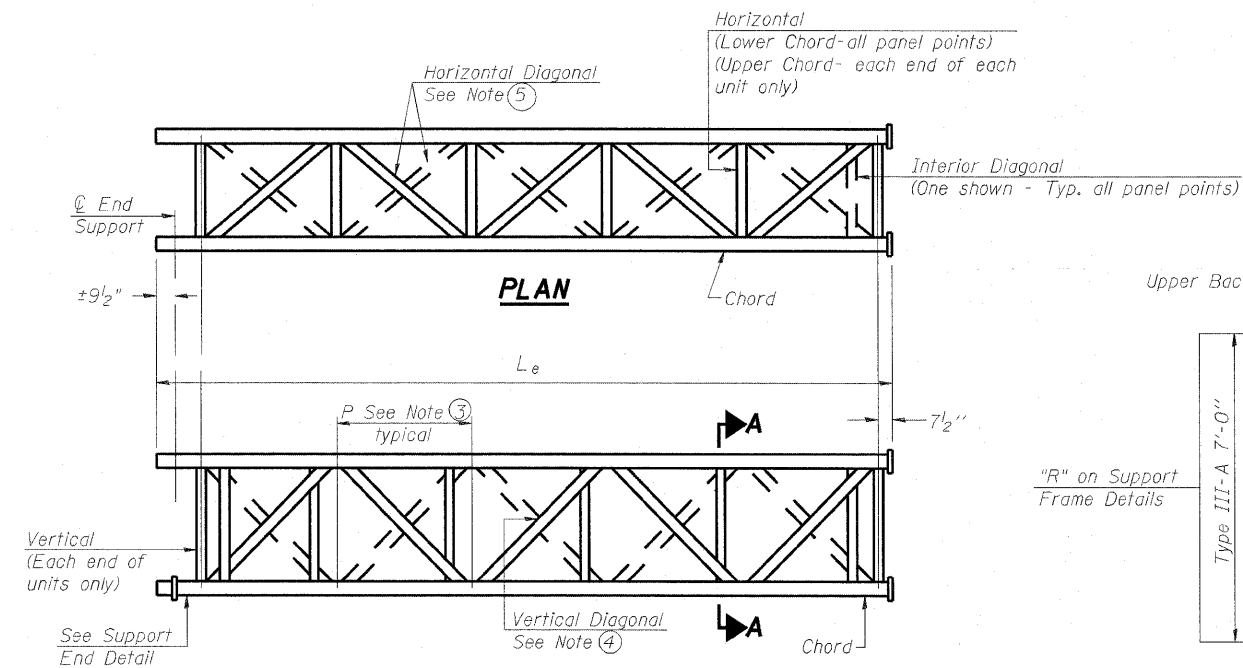 Horizontal
(Lower Chord-all panel points)
(Upper Chord- each end of each
unit only)
Horizontal Diagonal
See Note 5
Interior Diagonal
(One shown - Typ. all panel points)
℄ End
Support
±9½"
PLAN
Chord
Upper Bac
Le
P See Note 3
typical
A
7½"
"R" on Support
Frame Details
Type III-A 7'-0"
Vertical
(Each end of
units only)
Vertical Diagonal
See Note 4
A
Chord
See Support
End Detail